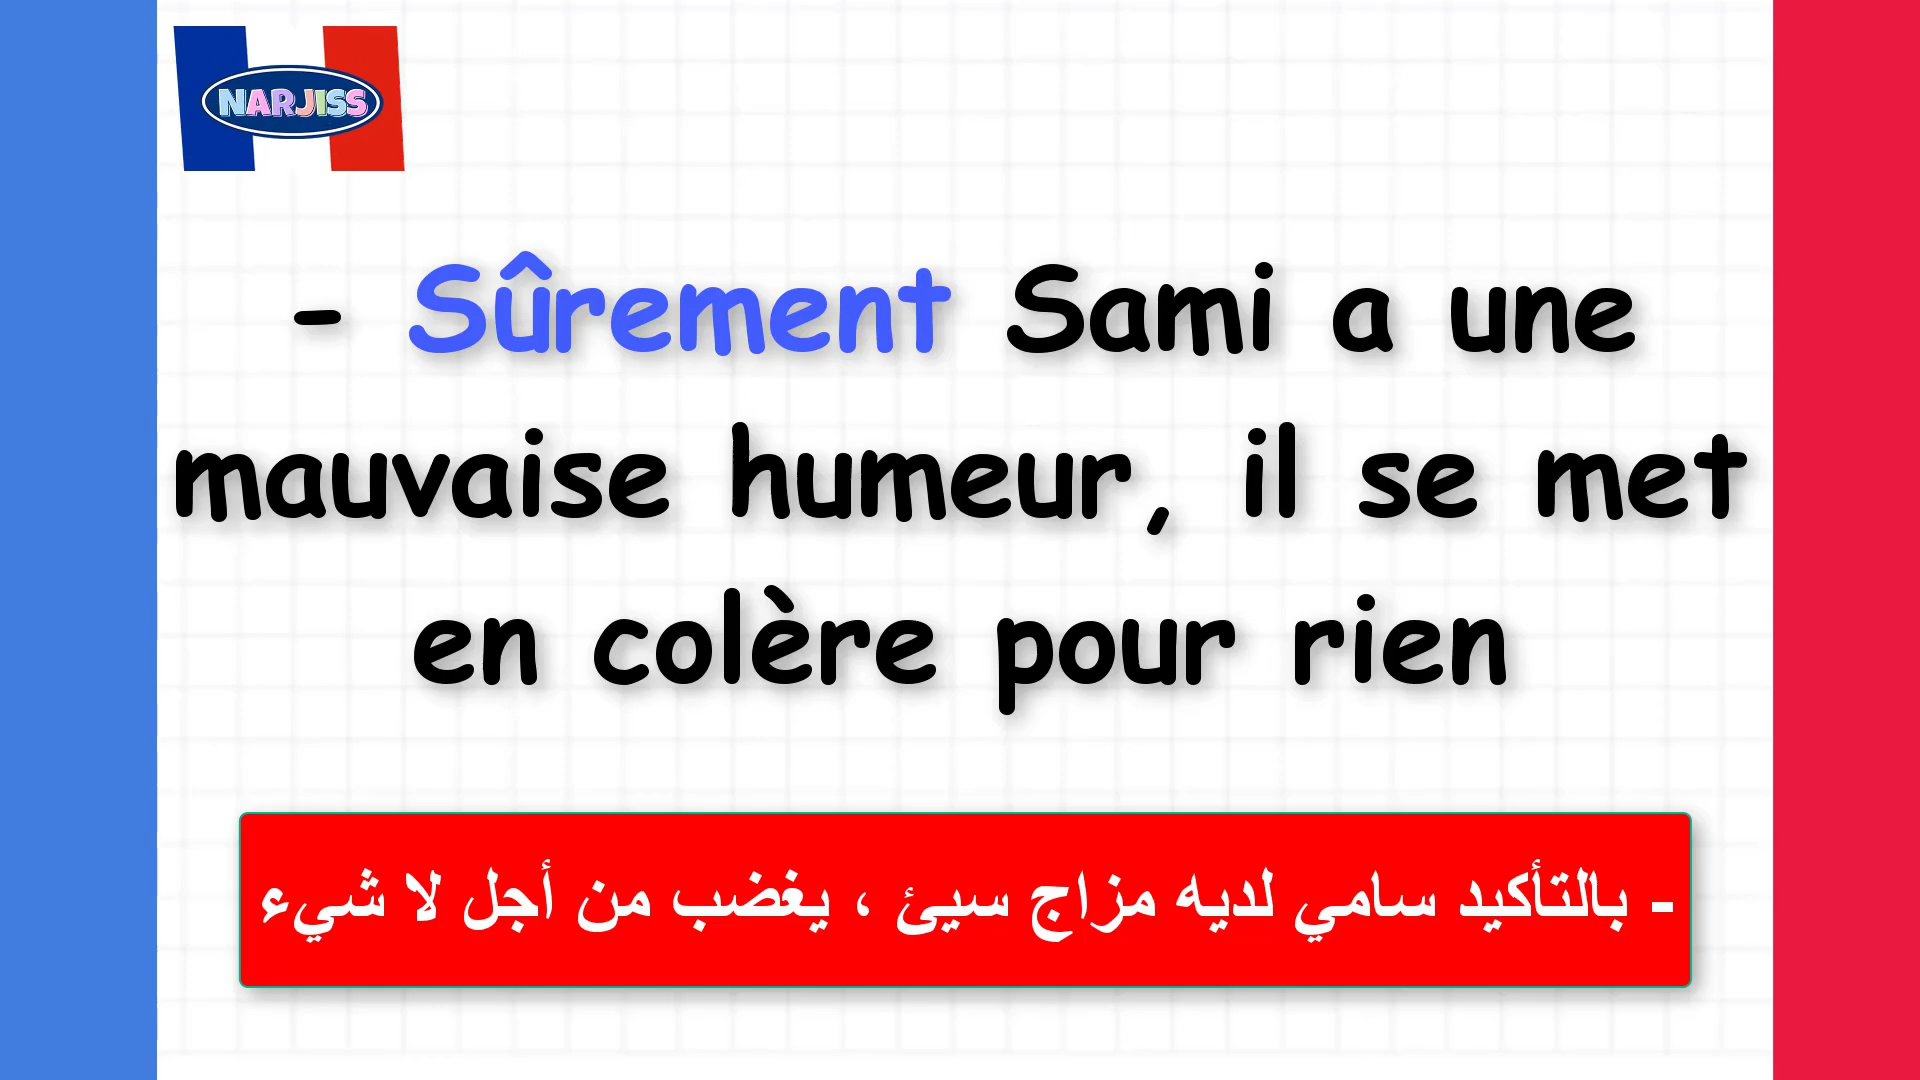 NARJISS
- Sûrement Sami a une
mauvaise humeur, il se met
en colère pour rien
- بالتأكيد سامي لديه مزاج سيئ ، يغضب من أجل لا شيء